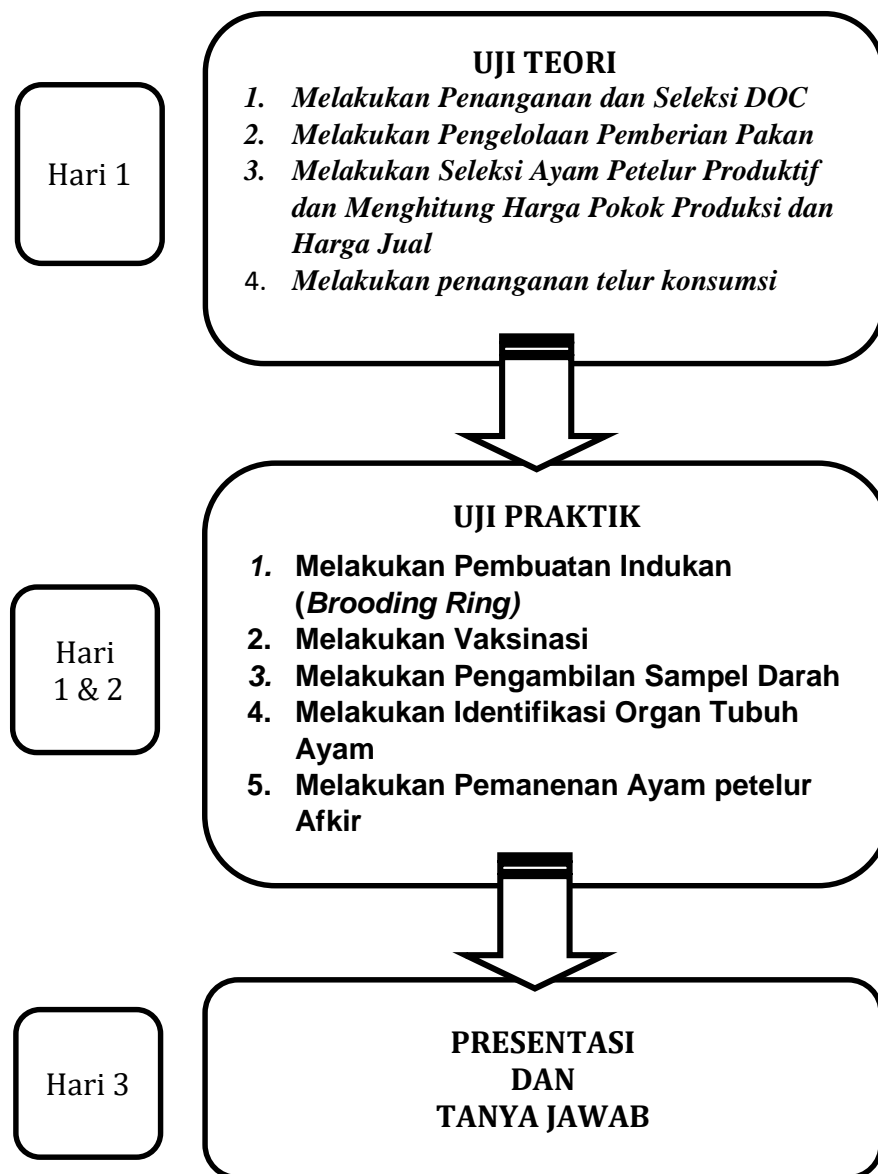 Hari 1
UJI TEORI
1. Melakukan Penanganan dan Seleksi DOC
2. Melakukan Pengelolaan Pemberian Pakan
3. Melakukan Seleksi Ayam Petelur Produktif
dan Menghitung Harga Pokok Produksi dan
Harga Jual
4. Melakukan penanganan telur konsumsi
Hari
1 & 2
UJI PRAKTIK
1. Melakukan Pembuatan Indukan
(Brooding Ring)
2. Melakukan Vaksinasi
3. Melakukan Pengambilan Sampel Darah
4. Melakukan Identifikasi Organ Tubuh
Ayam
5. Melakukan Pemanenan Ayam petelur
Afkir
Hari 3
PRESENTASI
DAN
TANYA JAWAB